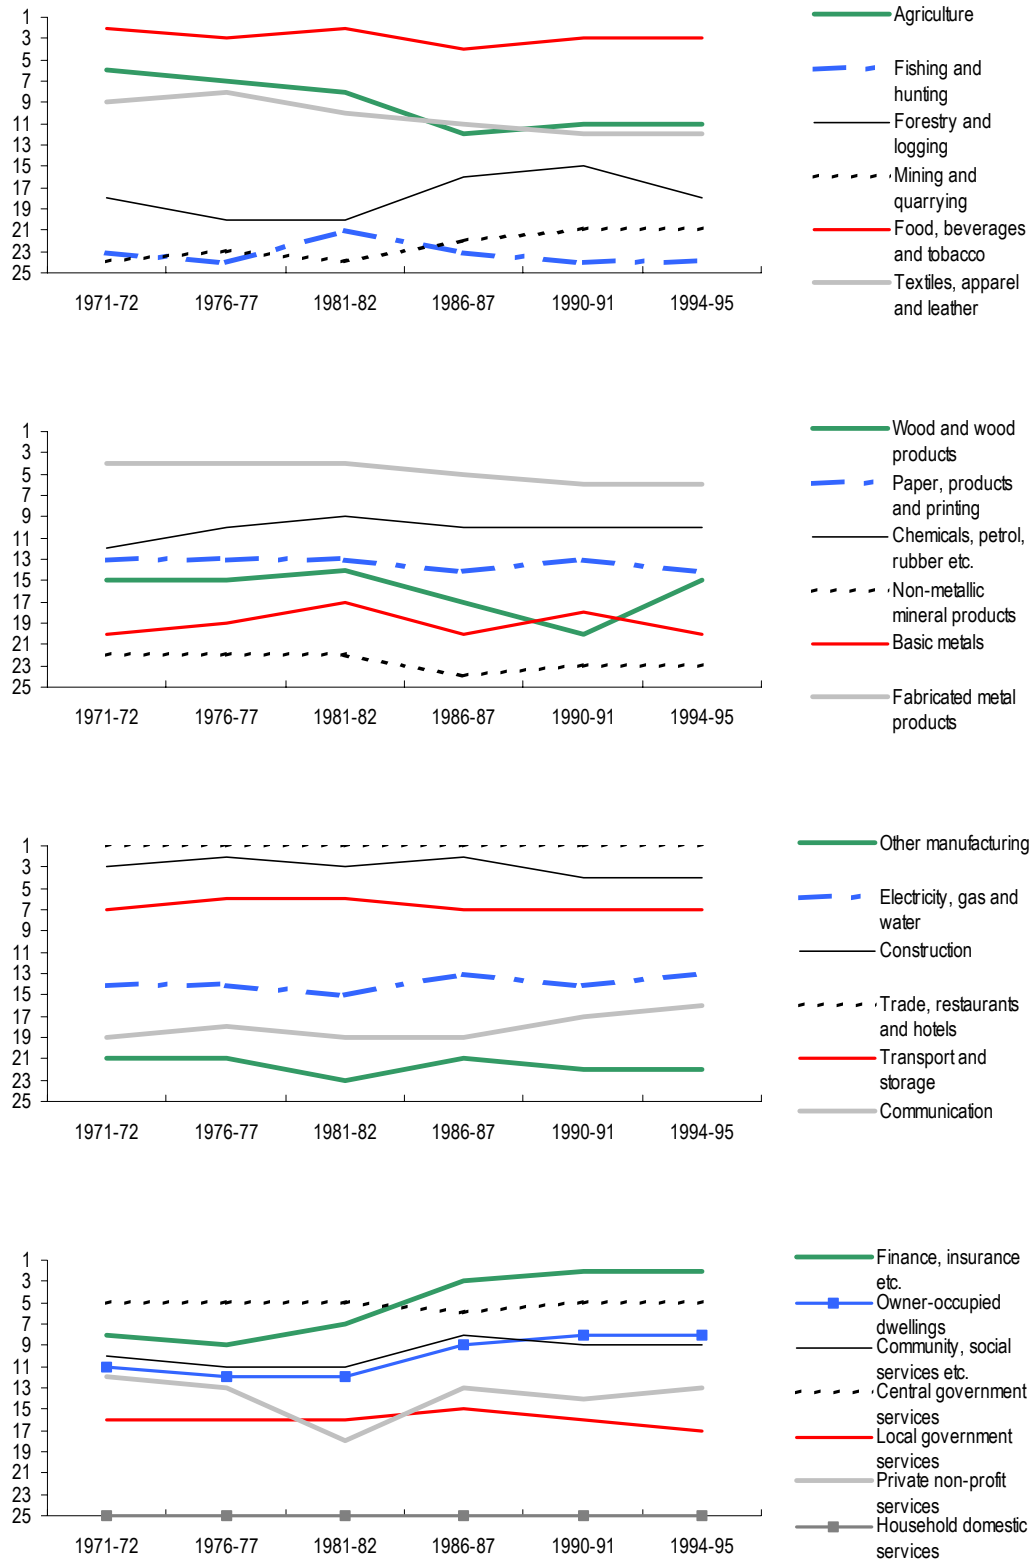 1
3
5
7
9
11
13
15
17
19
21
23
25
1971-72 1976-77 1981-82 1986-87 1990-91 1994-95
Agriculture
Fishing and
hunting
Forestry and
logging
Mining and
quarrying
Food, beverages
and tobacco
Textiles, apparel
and leather
1
3
5
7
9
11
13
15
17
19
21
23
25
1971-72 1976-77 1981-82 1986-87 1990-91 1994-95
Wood and wood
products
Paper, products
and printing
Chemicals, petrol,
rubber etc.
Non-metallic
mineral products
Basic metals
Fabricated metal
products
1
3
5
7
9
11
13
15
17
19
21
23
25
1971-72 1976-77 1981-82 1986-87 1990-91 1994-95
Other manufacturing
Electricity, gas and
water
Construction
Trade, restaurants
and hotels
Transport and
storage
Communication
1
3
5
7
9
11
13
15
17
19
21
23
25
1971-72 1976-77 1981-82 1986-87 1990-91 1994-95
Finance, insurance
etc.
Owner-occupied
dwellings
Community, social
services etc.
Central government
services
Local government
services
Private non-profit
services
Household domestic
services